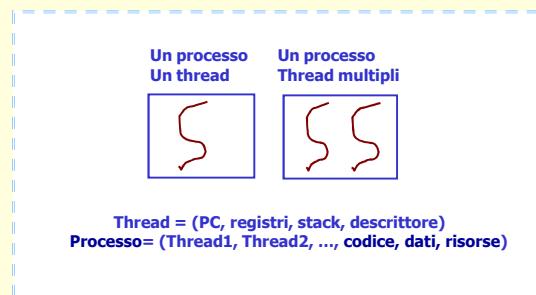 Un processo
Un thread
Un processo
Thread multipli
Thread = (PC, registri, stack, descrittore)
Processo= (Thread1, Thread2, ..., codice, dati, risorse)